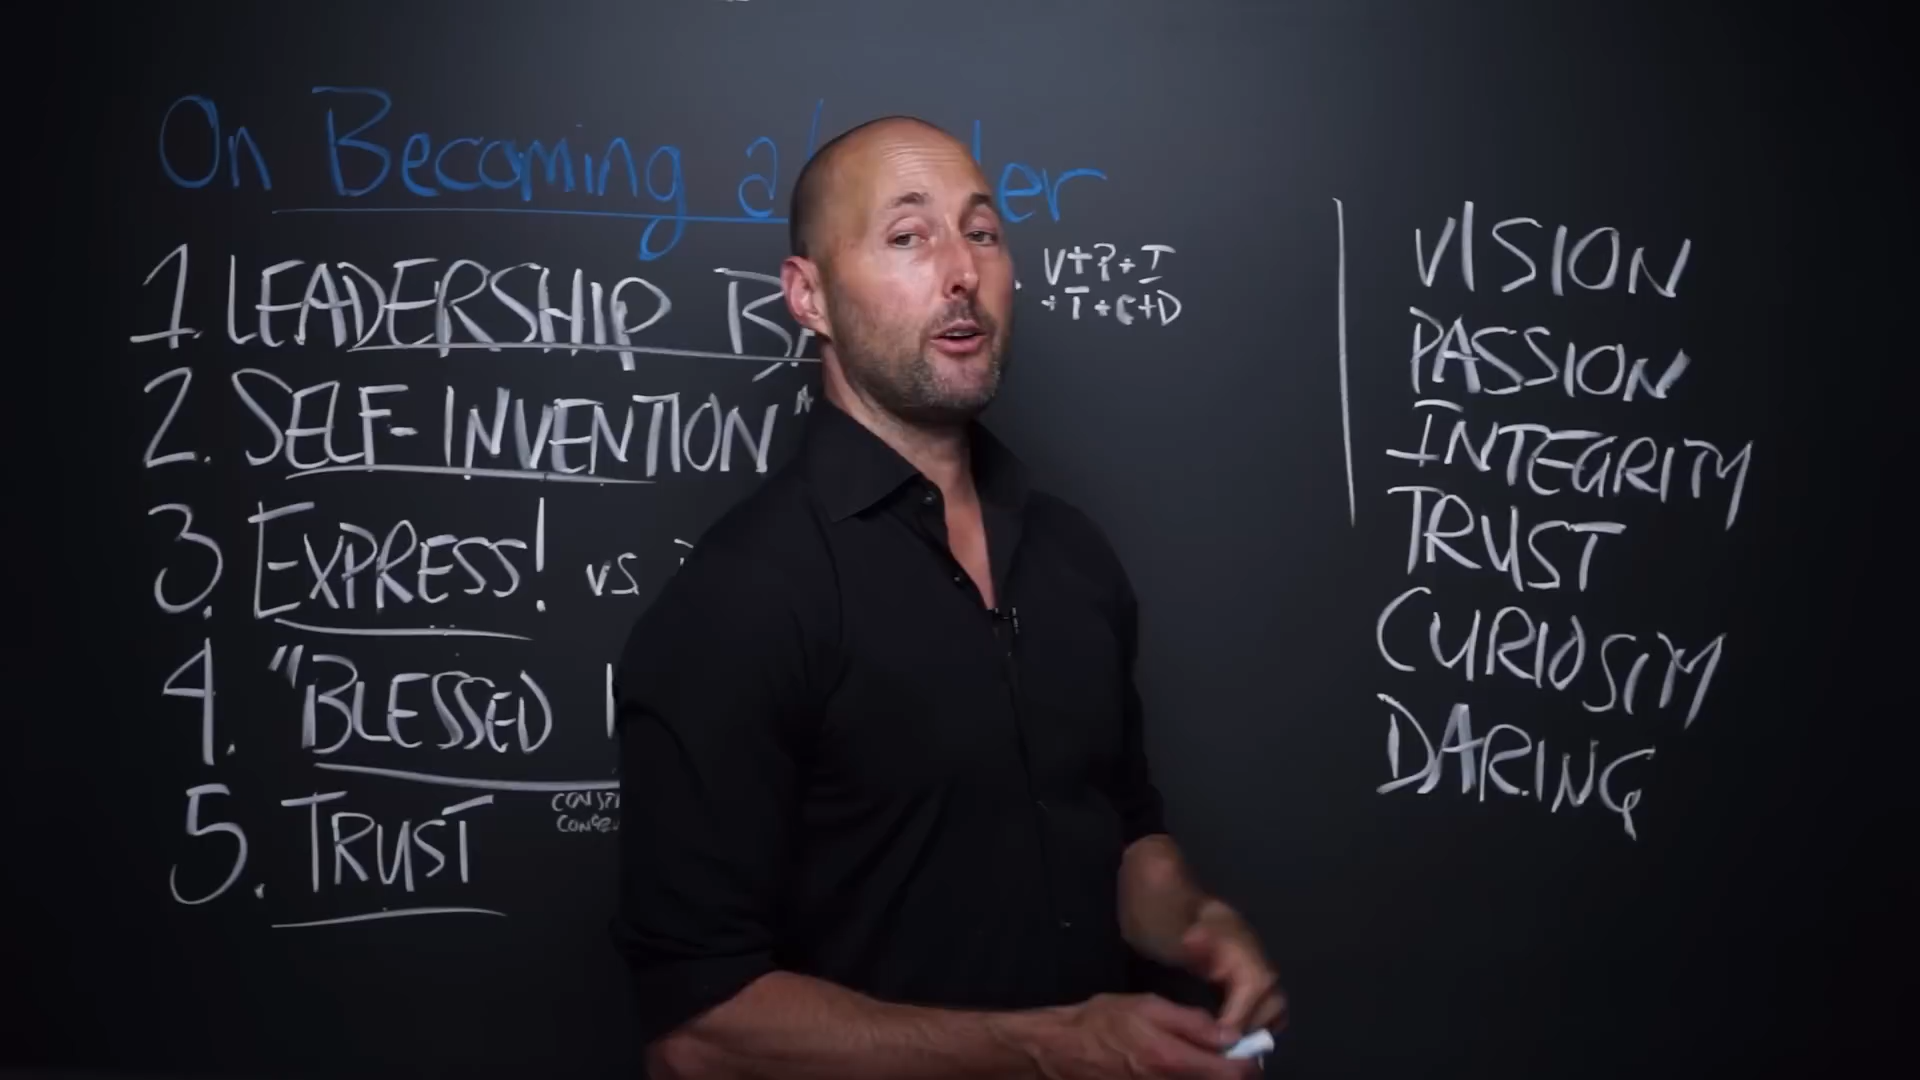 On Becoming a
1. LEADERSHIP
V + P + I
+ T + C + D
2. SELF-INVENTION"
3. EXPRESS! vs
4. "BLESSED
5. TRUST
VISION
PASSION
INTEGRITY
TRUST
CURIOSITY
DARING